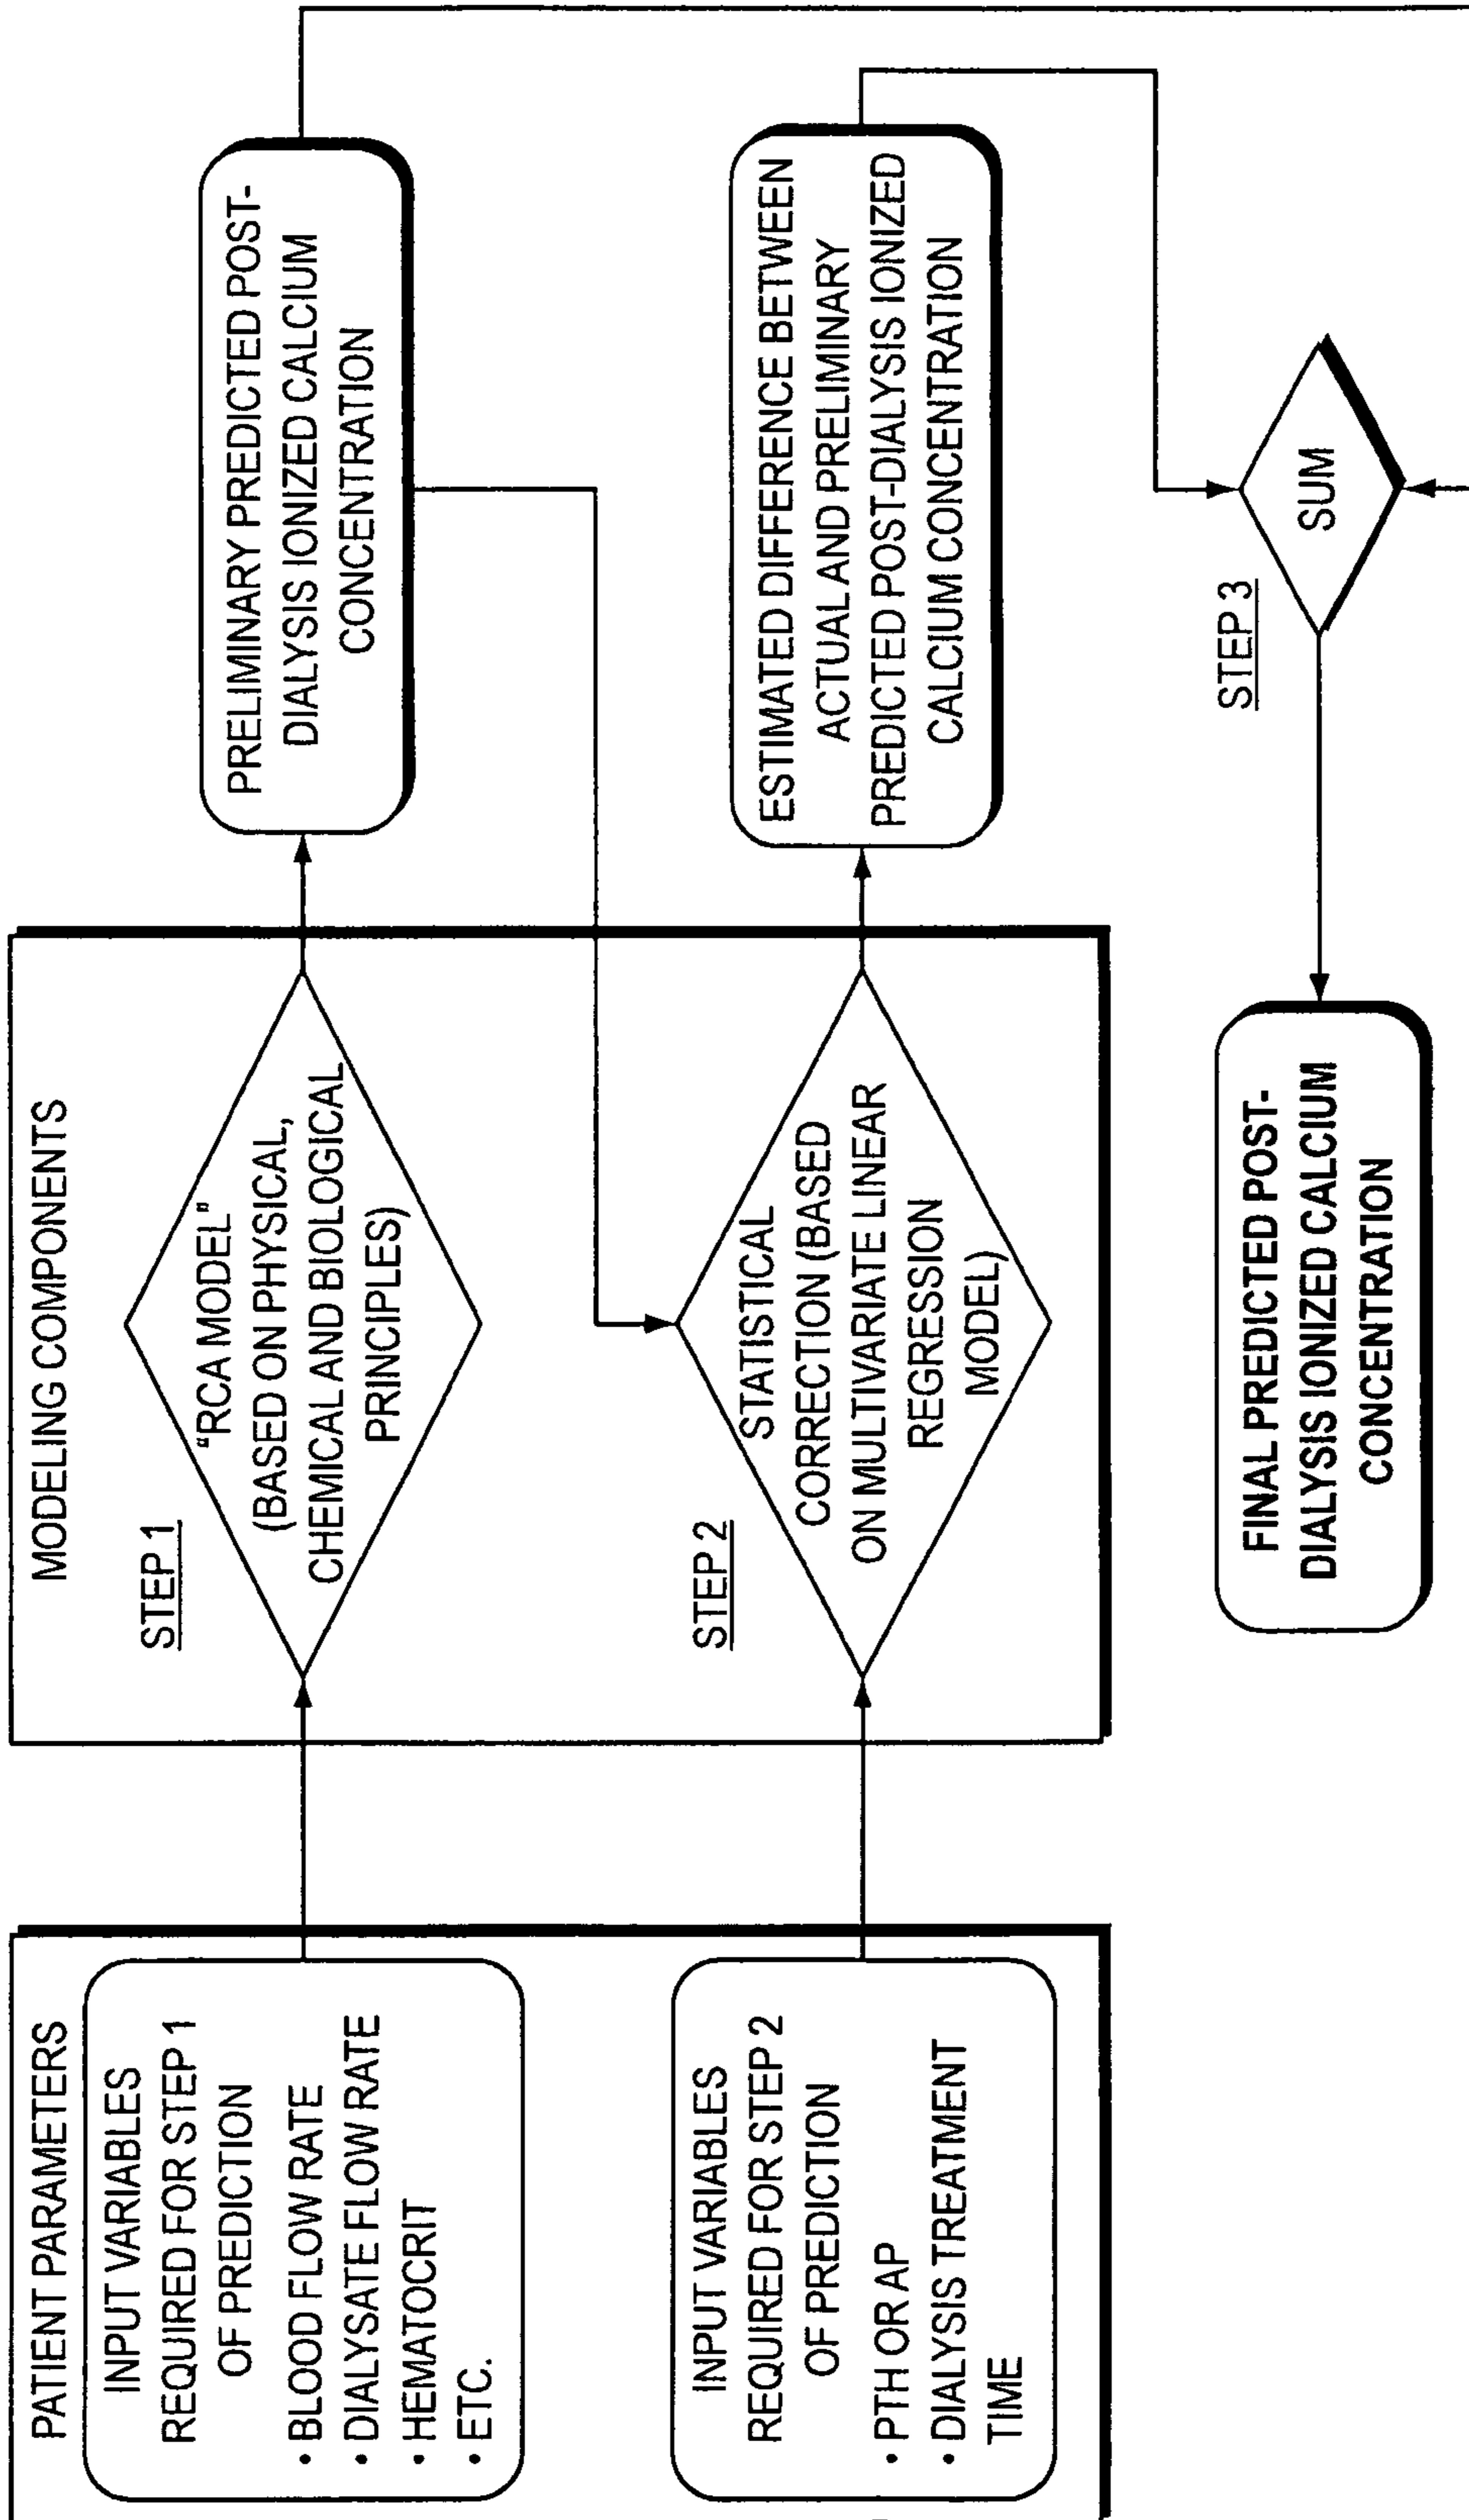 PATIENT PARAMETERS
INPUT VARIABLES
REQUIRED FOR STEP 1
OF PREDICTION
• BLOOD FLOW RATE
• DIALYSATE FLOW RATE
• HEMATOCRIT
• ETC.
INPUT VARIABLES
REQUIRED FOR STEP 2
OF PREDICTION
• PTH OR AP
• DIALYSIS TREATMENT
TIME
MODELING COMPONENTS
STEP 1
“RCA MODEL”
(BASED ON PHYSICAL,
CHEMICAL AND BIOLOGICAL
PRINCIPLES)
STEP 2
STATISTICAL
CORRECTION (BASED
ON MULTIVARIATE LINEAR
REGRESSION
MODEL)
PRELIMINARY PREDICTED POST-
DIALYSIS IONIZED CALCIUM
CONCENTRATION
ESTIMATED DIFFERENCE BETWEEN
ACTUAL AND PRELIMINARY
PREDICTED POST-DIALYSIS IONIZED
CALCIUM CONCENTRATION
STEP 3
SUM
FINAL PREDICTED POST-
DIALYSIS IONIZED CALCIUM
CONCENTRATION